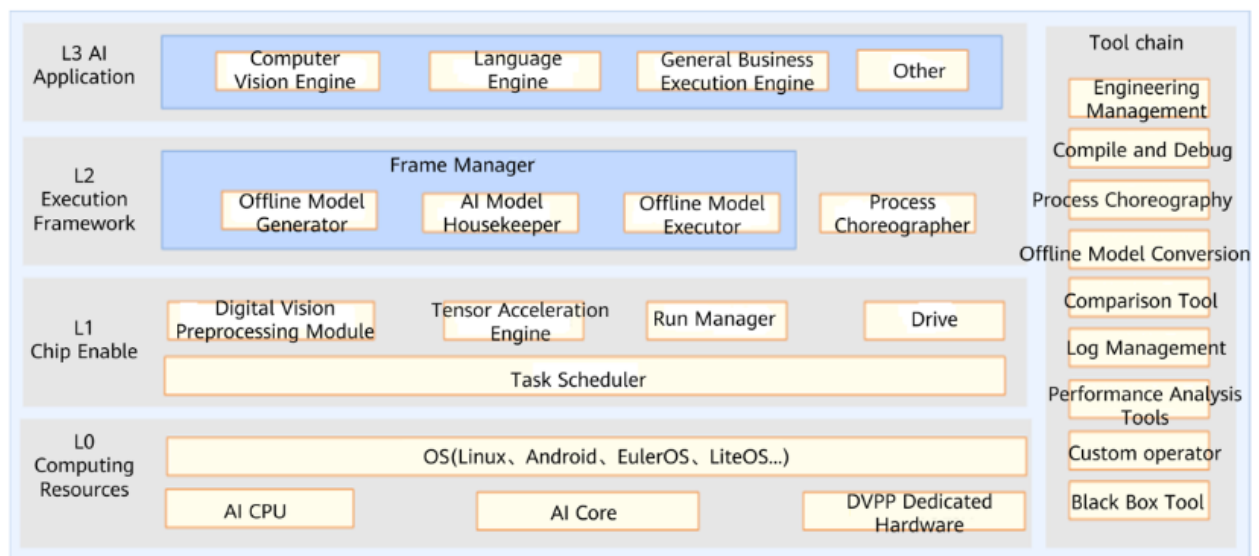 L3 AI
Application
Computer
Vision Engine
Language
Engine
General Business
Execution Engine
Other
L2
Execution
Framework
Frame Manager
Offline Model
Generator
AI Model
Housekeeper
Offline Model
Executor
Process
Choreographer
L1
Chip Enable
Digital Vision
Preprocessing Module
Tensor Acceleration
Engine
Run Manager
Drive
Task Scheduler
L0
Computing
Resources
OS(Linux、Android、EulerOS、LiteOS...)
AI CPU
AI Core
DVPP Dedicated
Hardware
Tool chain
Engineering
Management
Compile and Debug
Process Choreography
Offline Model Conversion
Comparison Tool
Log Management
Performance Analysis
Tools
Custom operator
Black Box Tool